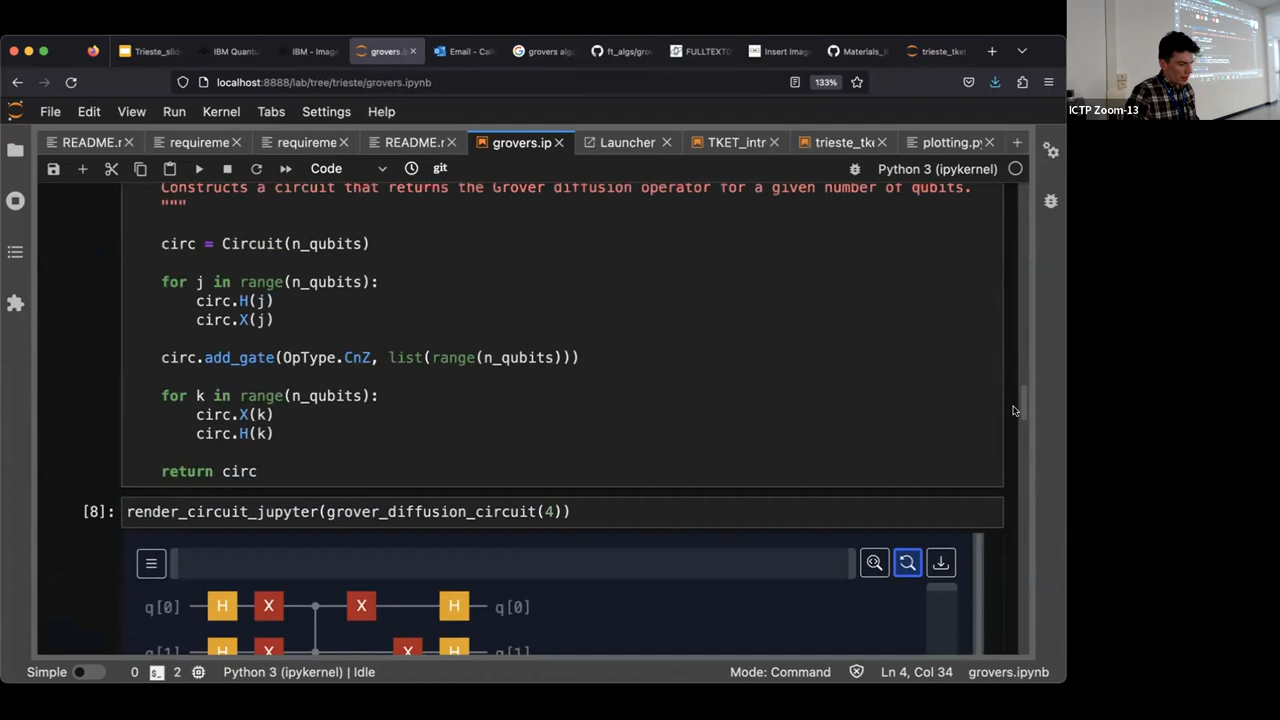 Trieste_slid
IBM Quantu
IBM - Image
grovers.i
Email - Cal
grovers alg
ft_algs/gro
FULLTEXT0
Insert Imag
Materials_
trieste_tket
localhost:8888/lab/tree/trieste/grovers.ipynb
133%
ICTP Zoom-13
File Edit View Run Kernel Tabs Settings Help
README.r
requireme
requireme
README.r
grovers.ip
Launcher
TKET_intr
trieste_tke
plotting.py
Code
git
Python 3 (ipykernel)
Constructs a circuit that returns the Grover diffusion operator for a given number of qubits.
"""
circ = Circuit(n_qubits)
for j in range(n_qubits):
circ.H(j)
circ.X(j)
circ.add_gate(OpType.CnZ, list(range(n_qubits)))
for k in range(n_qubits):
circ.X(k)
circ.H(k)
return circ
[8]: render_circuit_jupyter(grover_diffusion_circuit(4))
q[0] H X X H q[0]
q[1] H X X H q[1]
Simple 0 $_ 2 Python 3 (ipykernel) | Idle Mode: Command Ln 4, Col 34 grovers.ipynb